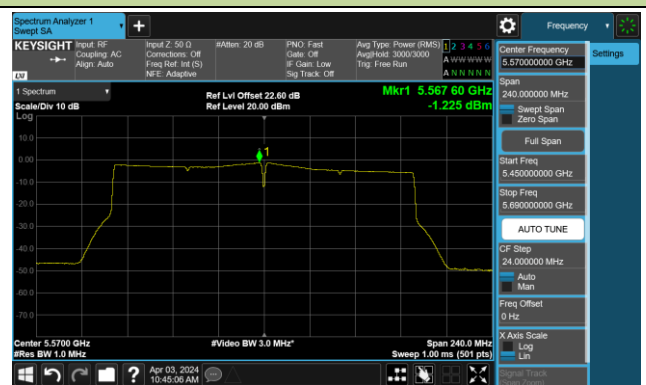 Spectrum Analyzer 1
Swept SA
Frequency
KEYSIGHT
Input: RF
Coupling: AC
Align: Auto
Input Z: 50 Ω
Corrections: Off
Freq Ref: Int (S)
NFE: Adaptive
#Atten: 20 dB
PNO: Fast
Gate: Off
IF Gain: Low
Sig Track: Off
Avg Type: Power (RMS)
Avg|Hold: 3000/3000
Trig: Free Run
1 2 3 4 5 6
A W W W W W
A N N N N N
LXI
Center Frequency
5.570000000 GHz
Settings
Span
240.000000 MHz
Swept Span
Zero Span
Full Span
Start Freq
5.450000000 GHz
Stop Freq
5.690000000 GHz
AUTO TUNE
CF Step
24.000000 MHz
Auto
Man
Freq Offset
0 Hz
X Axis Scale
Log
Lin
Signal Track
(Span Zoom)
1 Spectrum
Scale/Div 10 dB
Ref Lvl Offset 22.60 dB
Ref Level 20.00 dBm
Mkr1 5.567 60 GHz
-1.225 dBm
Log
10.0
0.00
-10.0
-20.0
-30.0
-40.0
-50.0
-60.0
-70.0
1
Center 5.5700 GHz
#Res BW 1.0 MHz
#Video BW 3.0 MHz*
Span 240.0 MHz
Sweep 1.00 ms (501 pts)
?
Apr 03, 2024
10:45:06 AM